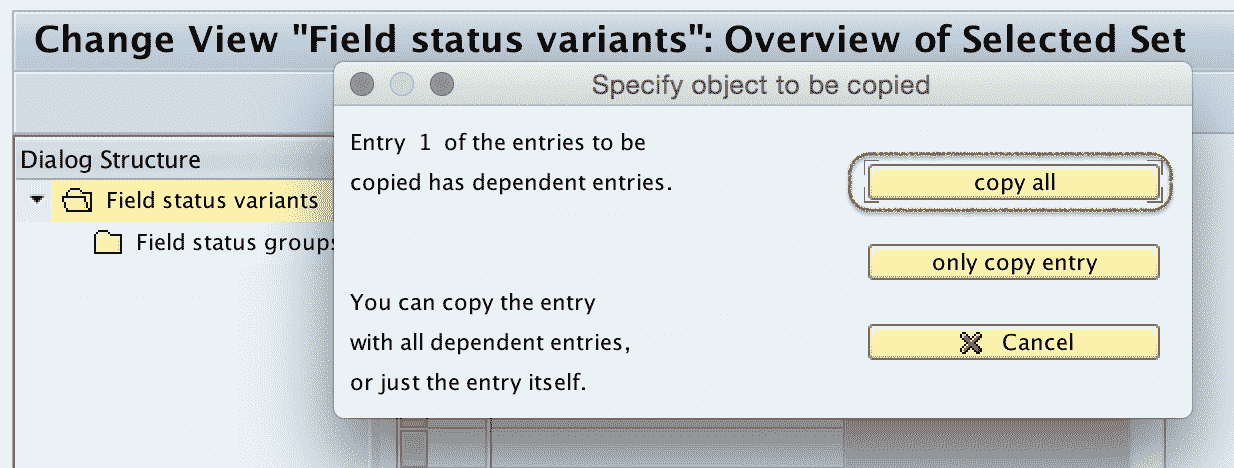 Change View "Field status variants": Overview of Selected Set
Specify object to be copied
Dialog Structure
Field status variants
Field status groups
Entry 1 of the entries to be
copied has dependent entries.
You can copy the entry
with all dependent entries,
or just the entry itself.
copy all
only copy entry
Cancel